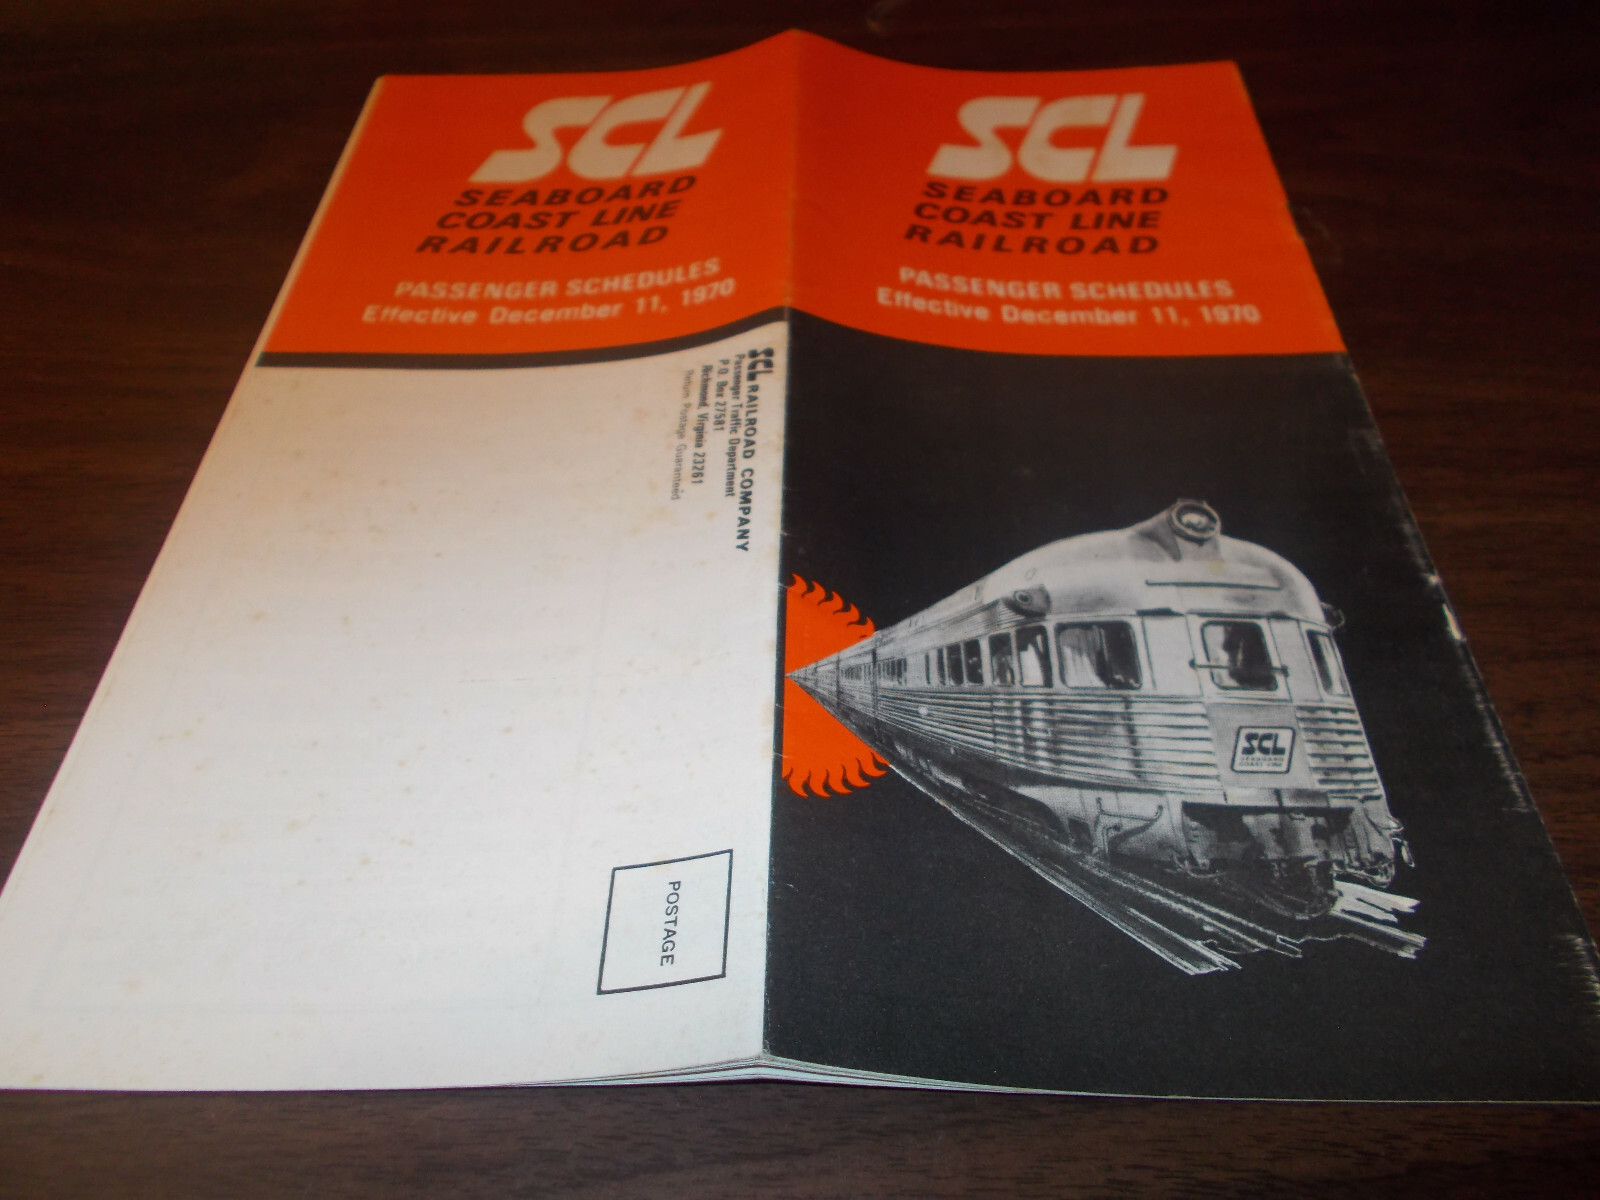 SCL
SEABOARD
COAST LINE
RAILROAD
PASSENGER SCHEDULES
Effective December 11, 1970
SCL RAILROAD COMPANY
Passenger Traffic Department
P.O. Box 27581
Richmond, Virginia 23261
Return Postage Guaranteed
POSTAGE
SCL
SEABOARD
COAST LINE
RAILROAD
PASSENGER SCHEDULES
Effective December 11, 1970
SCL
SEABOARD
COAST LINE